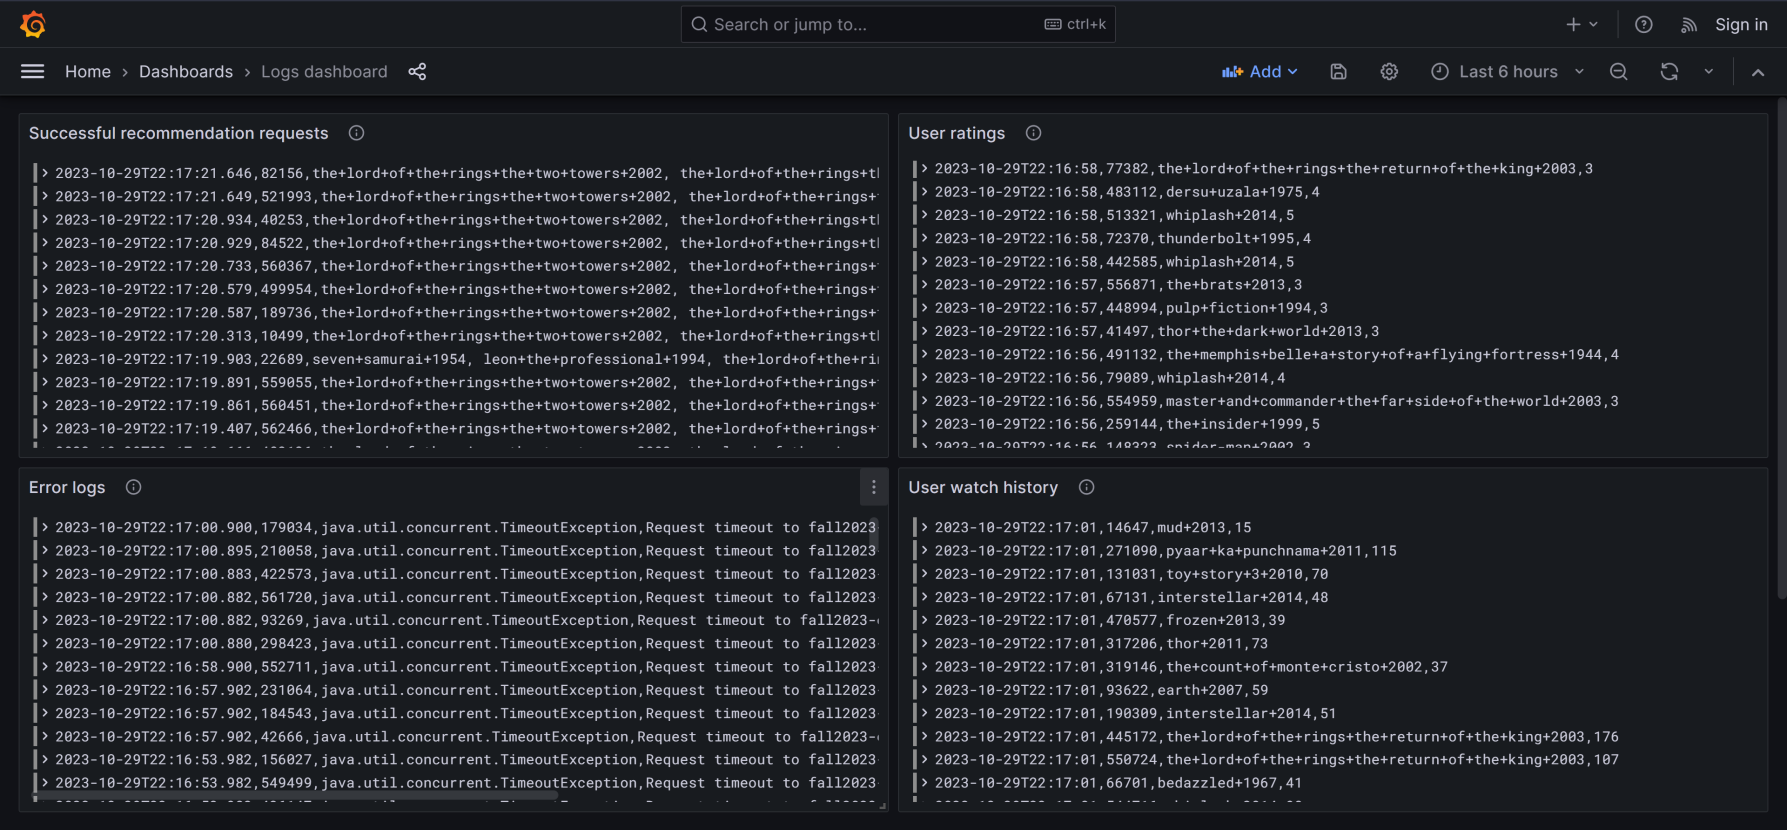 Search or jump to...
ctrl+k
Sign in
Home
Dashboards
Logs dashboard
Add
Last 6 hours
Successful recommendation requests
2023-10-29T22:17:21.646,82156,the+lord+of+the+rings+the+two+towers+2002, the+lord+of+the+rings+t
2023-10-29T22:17:21.649,521993,the+lord+of+the+rings+the+two+towers+2002, the+lord+of+the+rings+
2023-10-29T22:17:20.934,40253,the+lord+of+the+rings+the+two+towers+2002, the+lord+of+the+rings+t
2023-10-29T22:17:20.929,84522,the+lord+of+the+rings+the+two+towers+2002, the+lord+of+the+rings+t
2023-10-29T22:17:20.733,560367,the+lord+of+the+rings+the+two+towers+2002, the+lord+of+the+rings+
2023-10-29T22:17:20.579,499954,the+lord+of+the+rings+the+two+towers+2002, the+lord+of+the+rings+
2023-10-29T22:17:20.587,189736,the+lord+of+the+rings+the+two+towers+2002, the+lord+of+the+rings+
2023-10-29T22:17:20.313,10499,the+lord+of+the+rings+the+two+towers+2002, the+lord+of+the+rings+t
2023-10-29T22:17:19.903,22689,seven+samurai+1954, leon+the+professional+1994, the+lord+of+the+ri
2023-10-29T22:17:19.891,559055,the+lord+of+the+rings+the+two+towers+2002, the+lord+of+the+rings+
2023-10-29T22:17:19.861,560451,the+lord+of+the+rings+the+two+towers+2002, the+lord+of+the+rings+
2023-10-29T22:17:19.407,562466,the+lord+of+the+rings+the+two+towers+2002, the+lord+of+the+rings+
User ratings
2023-10-29T22:16:58,77382,the+lord+of+the+rings+the+return+of+the+king+2003,3
2023-10-29T22:16:58,483112,dersu+uzala+1975,4
2023-10-29T22:16:58,513321,whiplash+2014,5
2023-10-29T22:16:58,72370,thunderbolt+1995,4
2023-10-29T22:16:58,442585,whiplash+2014,5
2023-10-29T22:16:57,556871,the+brats+2013,3
2023-10-29T22:16:57,448994,pulp+fiction+1994,3
2023-10-29T22:16:57,41497,thor+the+dark+world+2013,3
2023-10-29T22:16:56,491132,the+memphis+belle+a+story+of+a+flying+fortress+1944,4
2023-10-29T22:16:56,79089,whiplash+2014,4
2023-10-29T22:16:56,554959,master+and+commander+the+far+side+of+the+world+2003,3
2023-10-29T22:16:56,259144,the+insider+1999,5
2023-10-29T22:16:56,148323,spider-man+2002,3
Error logs
2023-10-29T22:17:00.900,179034,java.util.concurrent.TimeoutException,Request timeout to fall2023
2023-10-29T22:17:00.895,210058,java.util.concurrent.TimeoutException,Request timeout to fall2023
2023-10-29T22:17:00.883,422573,java.util.concurrent.TimeoutException,Request timeout to fall2023-
2023-10-29T22:17:00.882,561720,java.util.concurrent.TimeoutException,Request timeout to fall2023-
2023-10-29T22:17:00.882,93269,java.util.concurrent.TimeoutException,Request timeout to fall2023-
2023-10-29T22:17:00.880,298423,java.util.concurrent.TimeoutException,Request timeout to fall2023-
2023-10-29T22:16:58.900,552711,java.util.concurrent.TimeoutException,Request timeout to fall2023-
2023-10-29T22:16:57.902,231064,java.util.concurrent.TimeoutException,Request timeout to fall2023-
2023-10-29T22:16:57.902,184543,java.util.concurrent.TimeoutException,Request timeout to fall2023-
2023-10-29T22:16:57.902,42666,java.util.concurrent.TimeoutException,Request timeout to fall2023-
2023-10-29T22:16:53.982,156027,java.util.concurrent.TimeoutException,Request timeout to fall2023-
2023-10-29T22:16:53.982,549499,java.util.concurrent.TimeoutException,Request timeout to fall2023-
User watch history
2023-10-29T22:17:01,14647,mud+2013,15
2023-10-29T22:17:01,271090,pyaar+ka+punchnama+2011,115
2023-10-29T22:17:01,131031,toy+story+3+2010,70
2023-10-29T22:17:01,67131,interstellar+2014,48
2023-10-29T22:17:01,470577,frozen+2013,39
2023-10-29T22:17:01,317206,thor+2011,73
2023-10-29T22:17:01,319146,the+count+of+monte+cristo+2002,37
2023-10-29T22:17:01,93622,earth+2007,59
2023-10-29T22:17:01,190309,interstellar+2014,51
2023-10-29T22:17:01,445172,the+lord+of+the+rings+the+return+of+the+king+2003,176
2023-10-29T22:17:01,550724,the+lord+of+the+rings+the+return+of+the+king+2003,107
2023-10-29T22:17:01,66701,bedazzled+1967,41